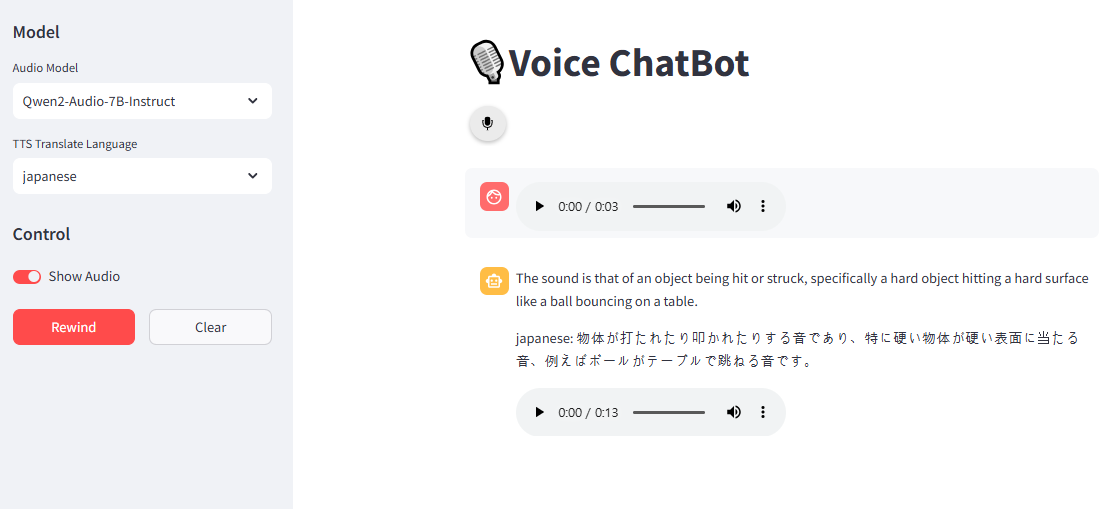 Model
Audio Model
Qwen2-Audio-7B-Instruct
TTS Translate Language
japanese
Control
Show Audio
Rewind
Clear
Voice ChatBot
0:00 / 0:03
The sound is that of an object being hit or struck, specifically a hard object hitting a hard surface
like a ball bouncing on a table.
japanese: 物体が打たれたり叩かれたりする音であり、特に硬い物体が硬い表面に当たる
音、例えばボールがテーブルで跳ねる音です。
0:00 / 0:13